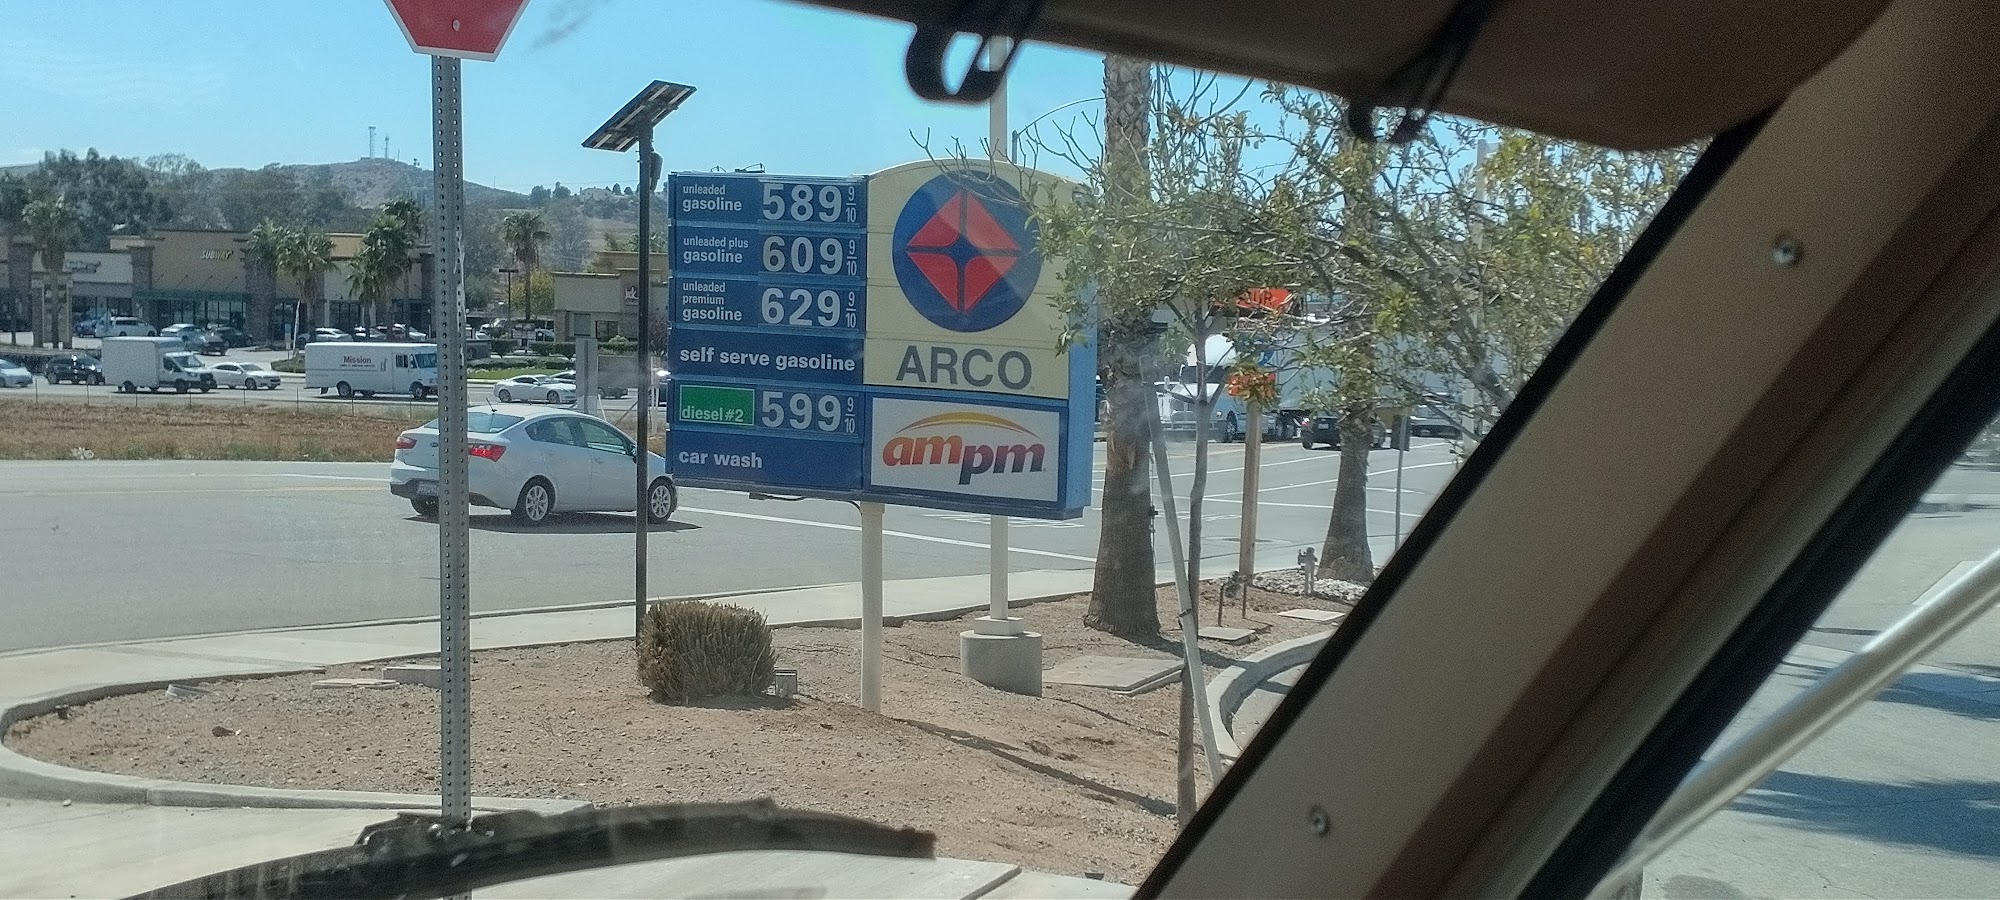 unleaded
gasoline 589 9/10
unleaded plus
gasoline 609 9/10
unleaded
premium
gasoline 629 9/10
self serve gasoline
diesel #2 599 9/10
car wash
ARCO
ampm
SUBWAY
Mission